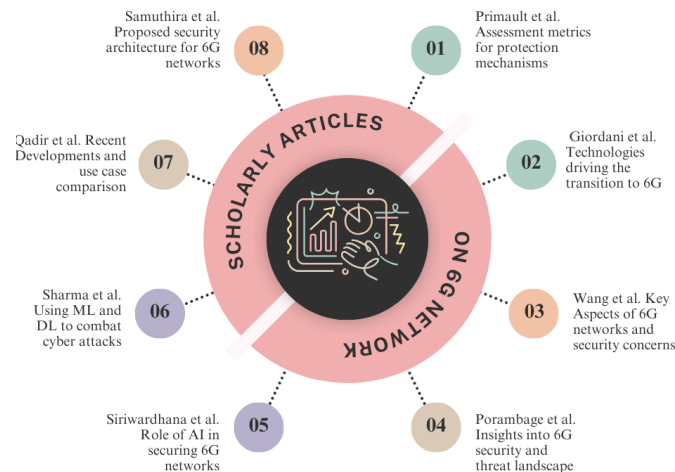 Primault et al.
Assessment metrics
for protection
mechanisms
01
Giordani et al.
Technologies
driving the
transition to 6G
02
Wang et al. Key
Aspects of 6G
networks and
security concerns
03
Porambage et al.
Insights into 6G
security and
threat landscape
04
Siriwardhana et al.
Role of AI in
securing 6G
networks
05
Sharma et al.
Using ML and
DL to combat
cyber attacks
06
Qadir et al. Recent
Developments and
use case
comparison
07
Samuthira et al.
Proposed security
architecture for 6G
networks
08
SCHOLARLY ARTICLES
ON 6G NETWORK